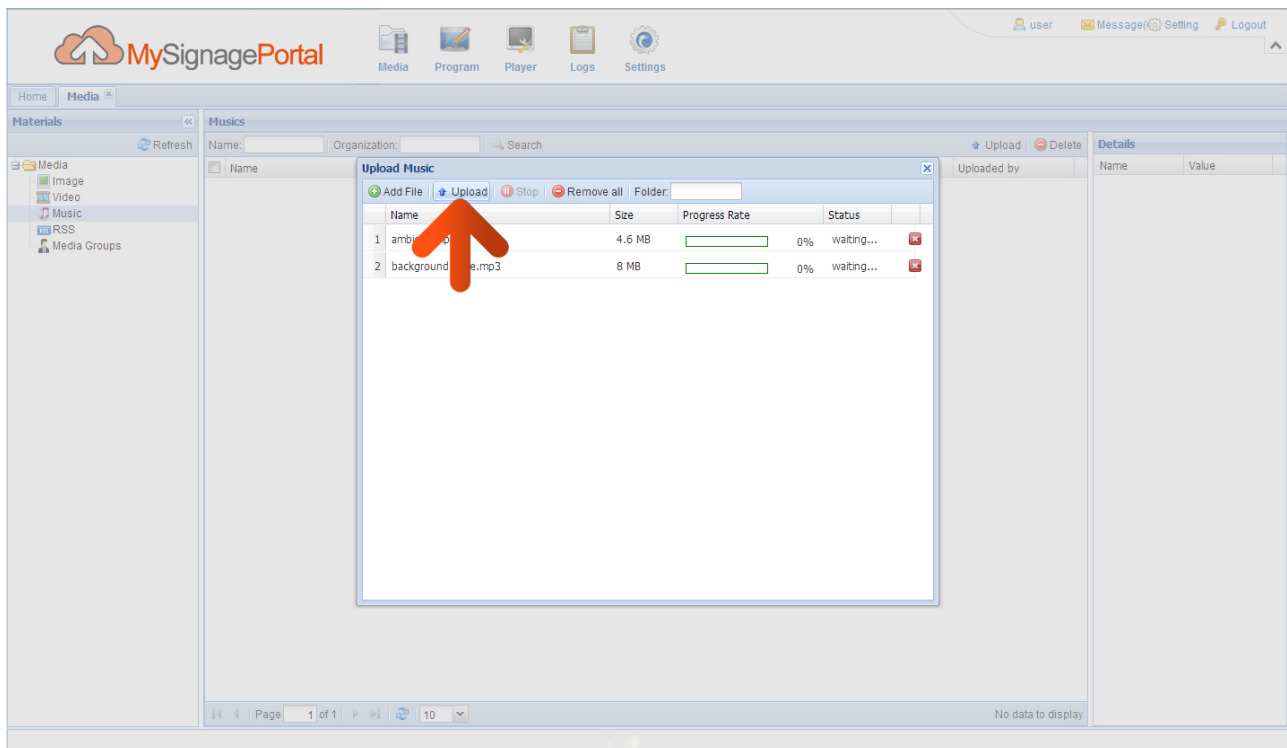 user Message( Setting Logout
MySignagePortal
Media Program Player Logs Settings
Home Media
Materials Musics
Refresh Name: Organization: Search Upload Delete Details
Media Name Upload Music Uploaded by Name Value
Image Add File Upload Stop Remove all Folder:
Video
Music Name Size Progress Rate Status
RSS 1 4.6 MB 0% waiting...
Media Groups
2 background 8 MB 0% waiting...
Page 1 of 1 10 No data to display